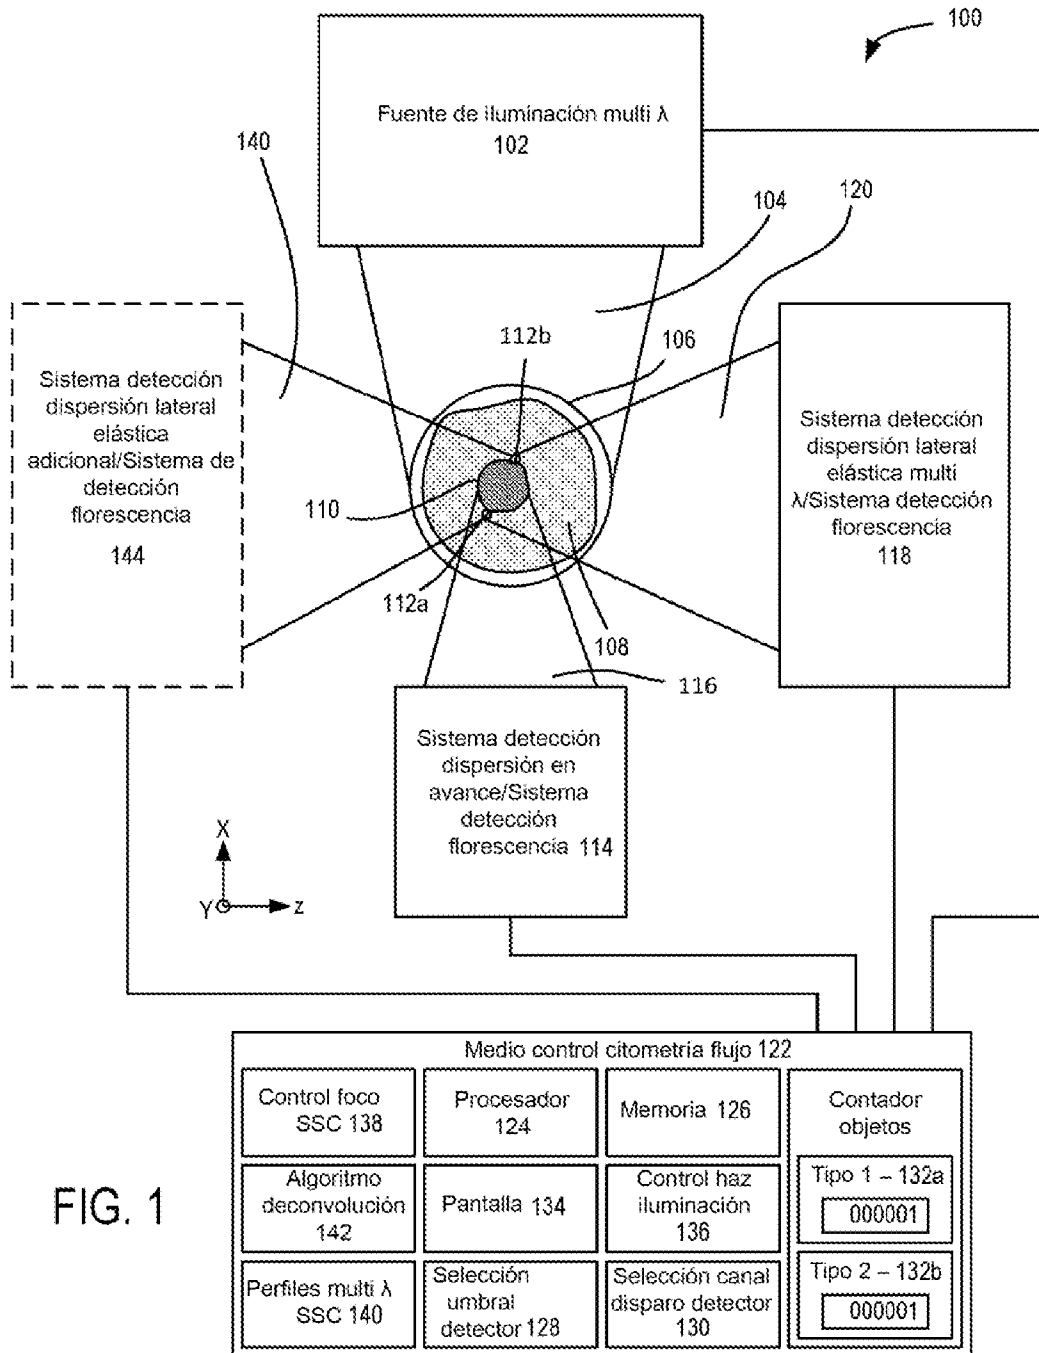 100
Fuente de iluminación multi λ
102
140
104
120
112b
106
Sistema detección
dispersión lateral
elástica
adicional/Sistema de
detección
florescencia
144
Sistema detección
dispersión lateral
elástica multi
λ/Sistema detección
florescencia
118
110
112a
108
116
Sistema detección
dispersión en
avance/Sistema
detección
florescencia 114
X
Y
Z
Medio control citometría flujo 122
Control foco
SSC 138
Procesador
124
Memoria 126
Contador
objetos
Algoritmo
deconvolución
142
Pantalla 134
Control haz
iluminación
136
Tipo 1 – 132a
000001
Perfiles multi λ
SSC 140
Selección
umbral
detector 128
Selección canal
disparo detector
130
Tipo 2 – 132b
000001
FIG. 1